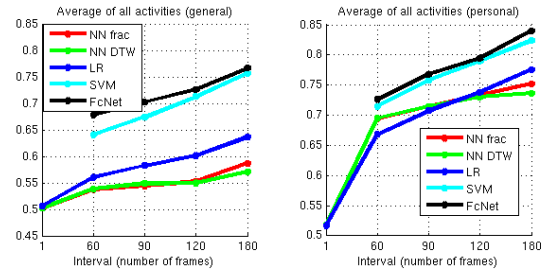 Average of all activities (general)
0.85
0.8
0.75
0.7
0.65
0.6
0.55
0.5
0.45
NN frac
NN DTW
LR
SVM
FcNet
1 60 90 120 180
Interval (number of frames)
Average of all activities (personal)
0.85
0.8
0.75
0.7
0.65
0.6
0.55
0.5
NN frac
NN DTW
LR
SVM
FcNet
1 60 90 120 180
Interval (number of frames)